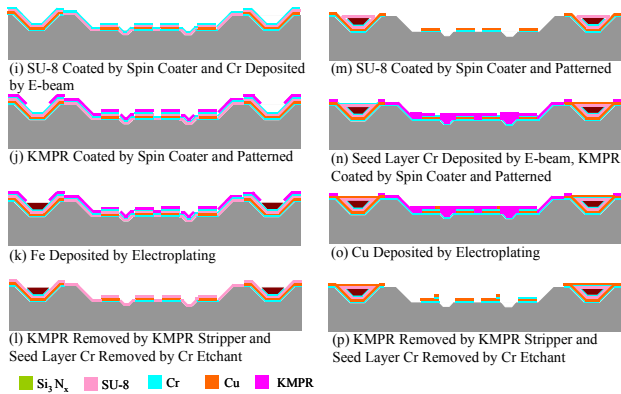 (i) SU-8 Coated by Spin Coater and Cr Deposited
by E-beam
(j) KMPR Coated by Spin Coater and Patterned
(k) Fe Deposited by Electroplating
(l) KMPR Removed by KMPR Stripper and
Seed Layer Cr Removed by Cr Etchant
(m) SU-8 Coated by Spin Coater and Patterned
(n) Seed Layer Cr Deposited by E-beam, KMPR
Coated by Spin Coater and Patterned
(o) Cu Deposited by Electroplating
(p) KMPR Removed by KMPR Stripper and
Seed Layer Cr Removed by Cr Etchant
Si₃ Nₓ SU-8 Cr Cu KMPR